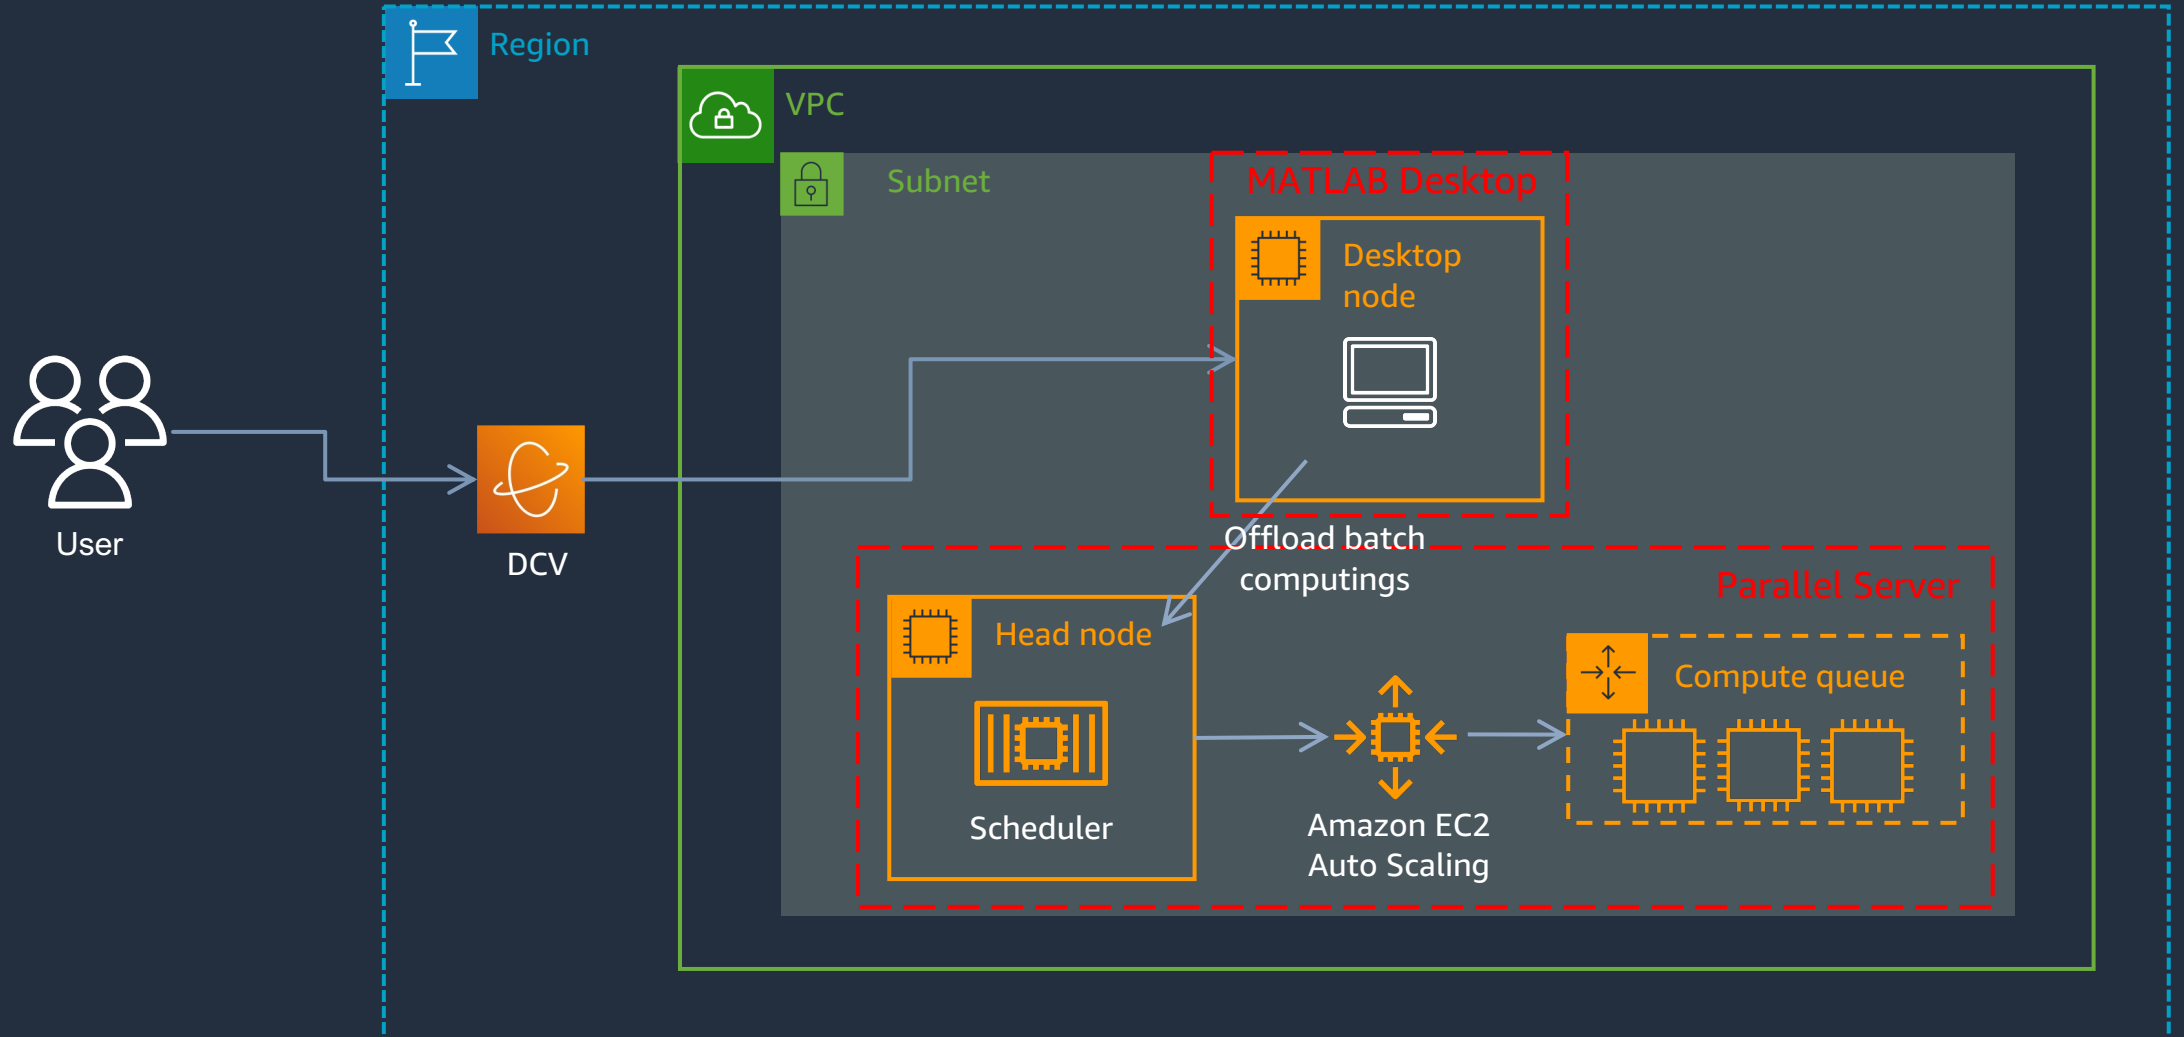 Region
VPC
Subnet
MATLAB Desktop
Desktop
node
User
DCV
Offload batch
computings
Parallel Server
Head node
Compute queue
Scheduler
Amazon EC2
Auto Scaling